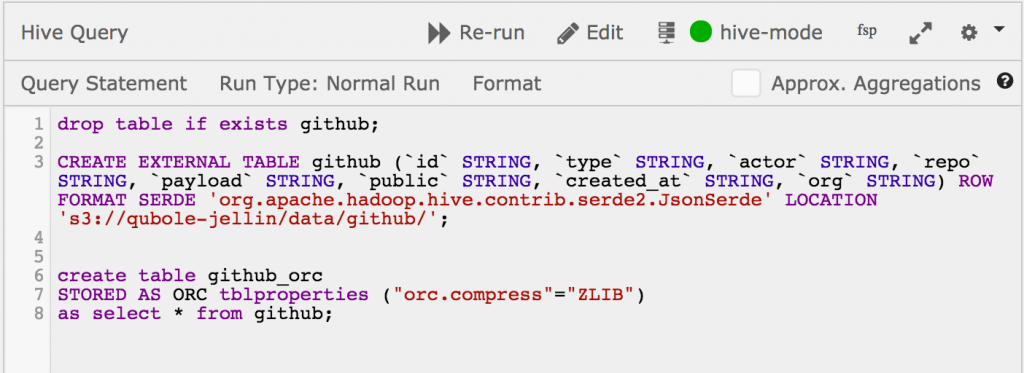 Hive Query Re-run Edit hive-mode fsp
Query Statement Run Type: Normal Run Format Approx. Aggregations ?
1 drop table if exists github;
2
3 CREATE EXTERNAL TABLE github (`id` STRING, `type` STRING, `actor` STRING, `repo`
STRING, `payload` STRING, `public` STRING, `created_at` STRING, `org` STRING) ROW
FORMAT SERDE 'org.apache.hadoop.hive.contrib.serde2.JsonSerde' LOCATION
's3://qubole-jellin/data/github/';
4
5
6 create table github_orc
7 STORED AS ORC tblproperties ("orc.compress"="ZLIB")
8 as select * from github;